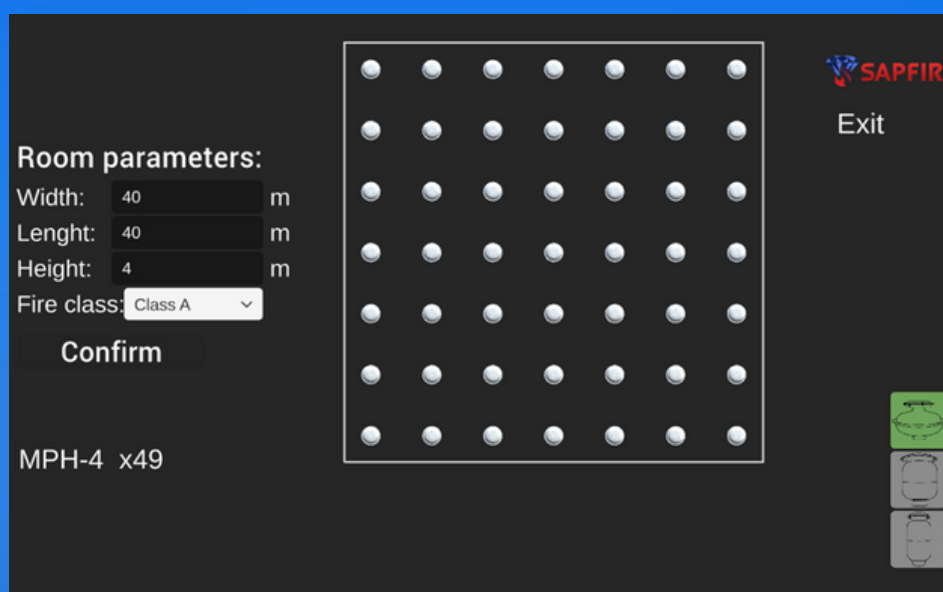 SAPFIR
Exit
Room parameters:
Width: 40 m
Lenght: 40 m
Height: 4 m
Fire class: Class A
Confirm
MPH-4 x49